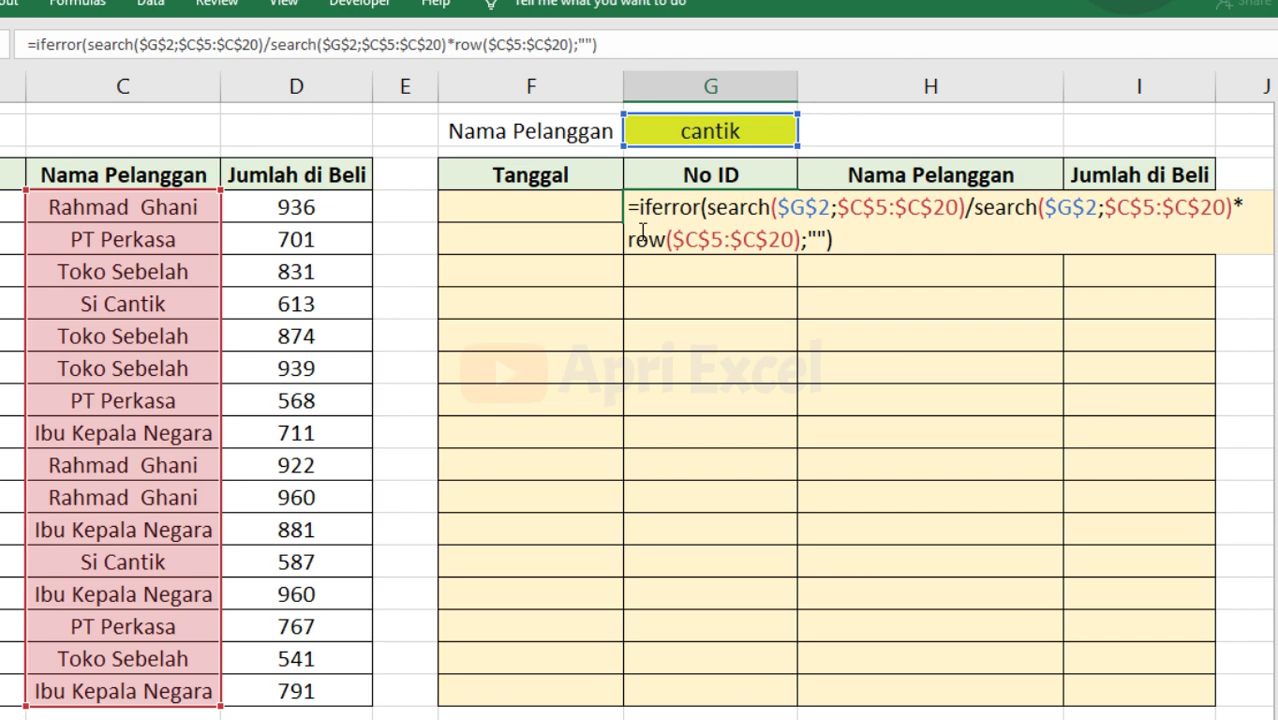 out Formulas Data Review View Developer Help Tell me what you want to do Share
=iferror(search($G$2;$C$5:$C$20)/search($G$2;$C$5:$C$20)*row($C$5:$C$20);"")
C D E F G H I J
Nama Pelanggan cantik
Nama Pelanggan Jumlah di Beli Tanggal No ID Nama Pelanggan Jumlah di Beli
Rahmad Ghani 936 =iferror(search($G$2;$C$5:$C$20)/search($G$2;$C$5:$C$20)*
PT Perkasa 701 row($C$5:$C$20);"")
Toko Sebelah 831
Si Cantik 613
Toko Sebelah 874
Toko Sebelah 939
Apri Excel
PT Perkasa 568
Ibu Kepala Negara 711
Rahmad Ghani 922
Rahmad Ghani 960
Ibu Kepala Negara 881
Si Cantik 587
Ibu Kepala Negara 960
PT Perkasa 767
Toko Sebelah 541
Ibu Kepala Negara 791